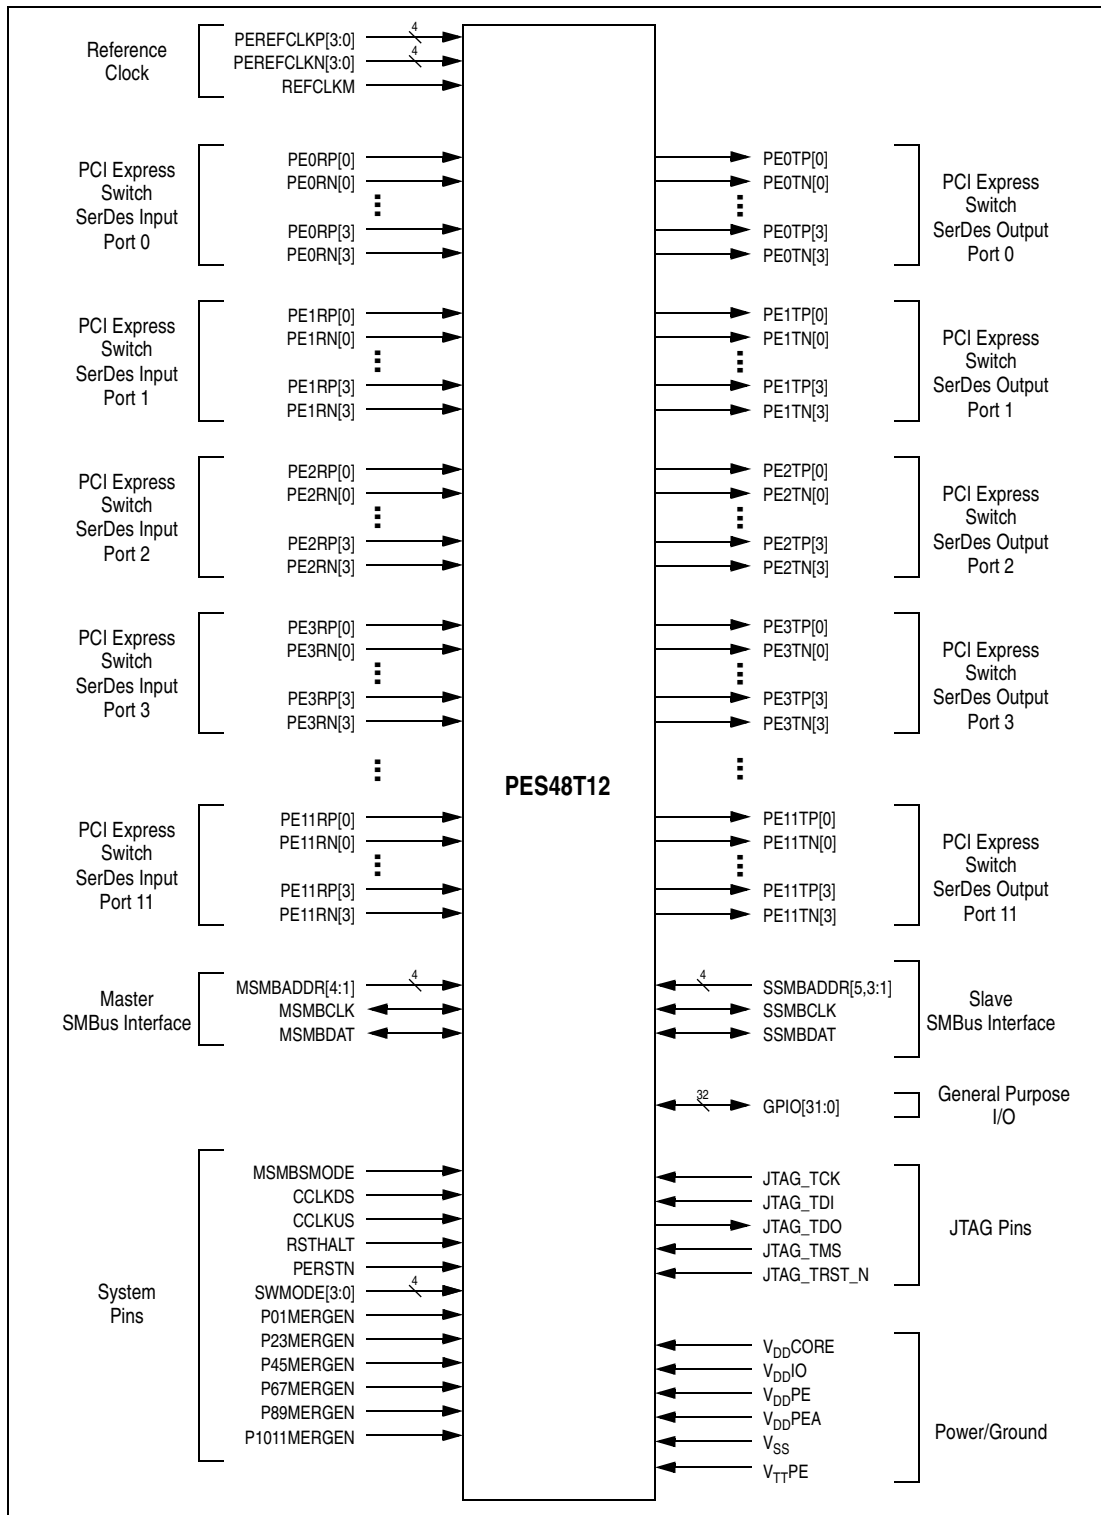 Reference
Clock
PEREFCLKP[3:0]
4
PEREFCLKN[3:0]
4
REFCLKM
PCI Express
Switch
SerDes Input
Port 0
PE0RP[0]
PE0RN[0]
PE0RP[3]
PE0RN[3]
PE0TP[0]
PE0TN[0]
PE0TP[3]
PE0TN[3]
PCI Express
Switch
SerDes Output
Port 0
PCI Express
Switch
SerDes Input
Port 1
PE1RP[0]
PE1RN[0]
PE1RP[3]
PE1RN[3]
PE1TP[0]
PE1TN[0]
PE1TP[3]
PE1TN[3]
PCI Express
Switch
SerDes Output
Port 1
PCI Express
Switch
SerDes Input
Port 2
PE2RP[0]
PE2RN[0]
PE2RP[3]
PE2RN[3]
PE2TP[0]
PE2TN[0]
PE2TP[3]
PE2TN[3]
PCI Express
Switch
SerDes Output
Port 2
PCI Express
Switch
SerDes Input
Port 3
PE3RP[0]
PE3RN[0]
PE3RP[3]
PE3RN[3]
PE3TP[0]
PE3TN[0]
PE3TP[3]
PE3TN[3]
PCI Express
Switch
SerDes Output
Port 3
PES48T12
PCI Express
Switch
SerDes Input
Port 11
PE11RP[0]
PE11RN[0]
PE11RP[3]
PE11RN[3]
PE11TP[0]
PE11TN[0]
PE11TP[3]
PE11TN[3]
PCI Express
Switch
SerDes Output
Port 11
Master
SMBus Interface
MSMBADDR[4:1]
4
MSMBCLK
MSMBDAT
4
SSMBADDR[5,3:1]
SSMBCLK
SSMBDAT
Slave
SMBus Interface
32
GPIO[31:0]
General Purpose
I/O
System
Pins
MSMBSMODE
CCLKDS
CCLKUS
RSTHALT
PERSTN
SWMODE[3:0]
4
P01MERGEN
P23MERGEN
P45MERGEN
P67MERGEN
P89MERGEN
P1011MERGEN
JTAG_TCK
JTAG_TDI
JTAG_TDO
JTAG_TMS
JTAG_TRST_N
JTAG Pins
VDDCORE
VDDIO
VDDPE
VDDPEA
VSS
VTTPE
Power/Ground